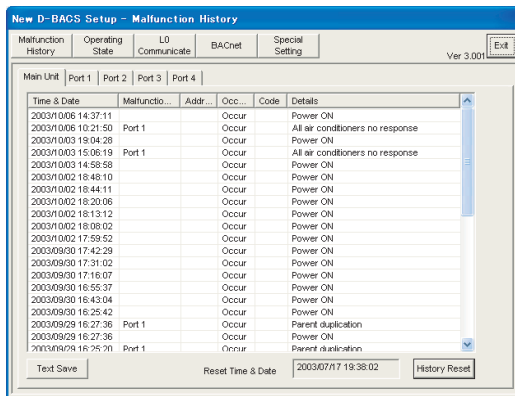 New D-BACS Setup - Malfunction History
Malfunction History Operating State L0 Communicate BACnet Special Setting Ver 3.001 Exit
Main Unit Port 1 Port 2 Port 3 Port 4
Time & Date Malfunctio... Addr... Occ... Code Details
2003/10/06 14:37:11 Occur Power ON
2003/10/06 10:21:50 Port 1 Occur All air conditioners no response
2003/10/03 19:04:28 Occur Power ON
2003/10/03 15:06:19 Port 1 Occur All air conditioners no response
2003/10/03 14:58:58 Occur Power ON
2003/10/02 18:48:10 Occur Power ON
2003/10/02 18:44:11 Occur Power ON
2003/10/02 18:20:06 Occur Power ON
2003/10/02 18:13:12 Occur Power ON
2003/10/02 18:08:02 Occur Power ON
2003/10/02 17:59:52 Occur Power ON
2003/09/30 17:42:29 Occur Power ON
2003/09/30 17:31:02 Occur Power ON
2003/09/30 17:16:07 Occur Power ON
2003/09/30 16:55:37 Occur Power ON
2003/09/30 16:43:04 Occur Power ON
2003/09/30 16:25:42 Occur Power ON
2003/09/29 16:27:36 Port 1 Occur Parent duplication
2003/09/29 16:27:36 Occur Power ON
2003/09/29 16:25:20 Port 1 Occur Parent duplication
Text Save Reset Time & Date 2003/07/17 19:38:02 History Reset